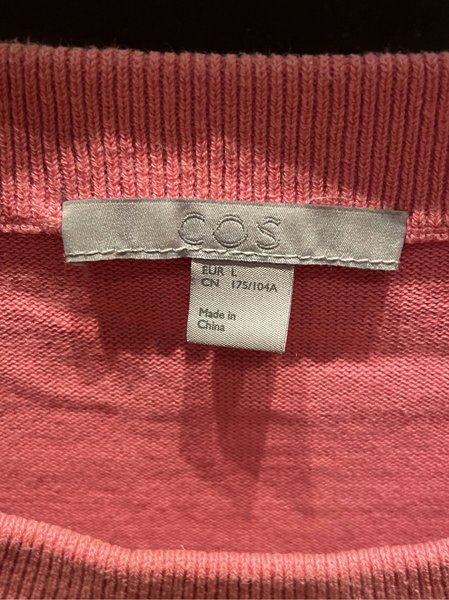 COS
EUR L
CN 175/104A
Made in
China